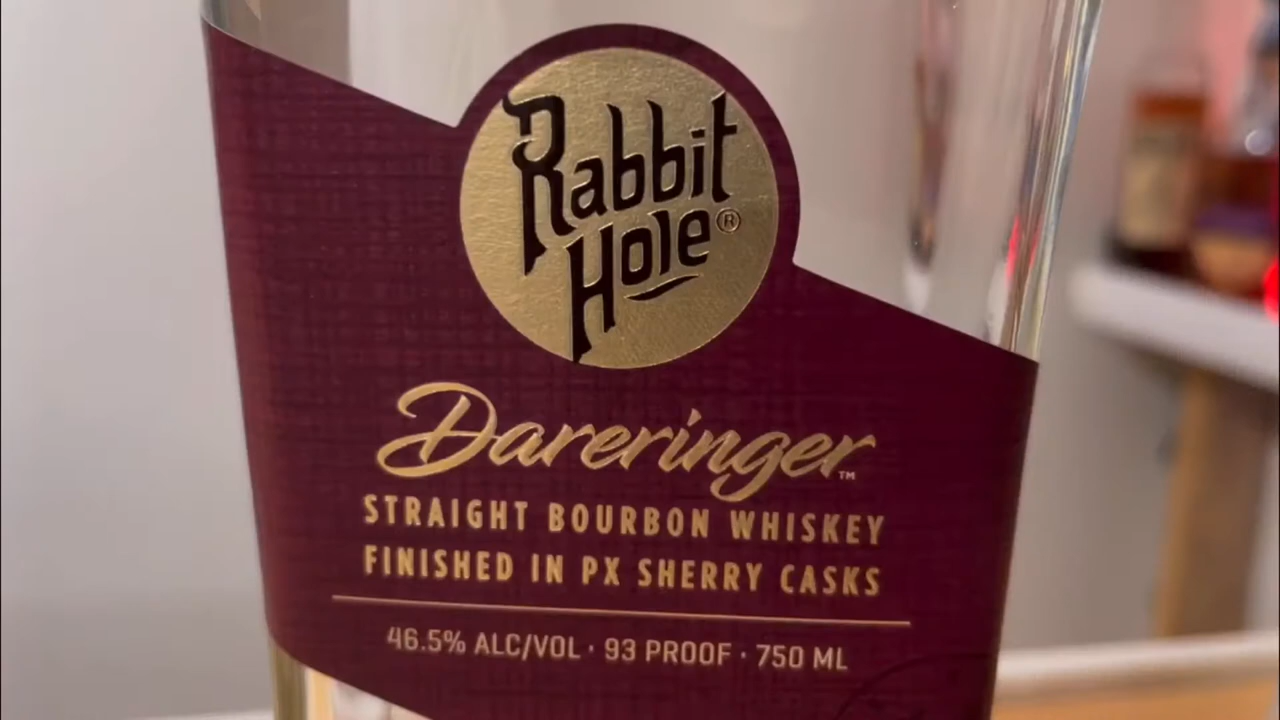 Rabbit
Hole®
Dareringer™
STRAIGHT BOURBON WHISKEY
FINISHED IN PX SHERRY CASKS
46.5% ALC/VOL · 93 PROOF · 750 ML